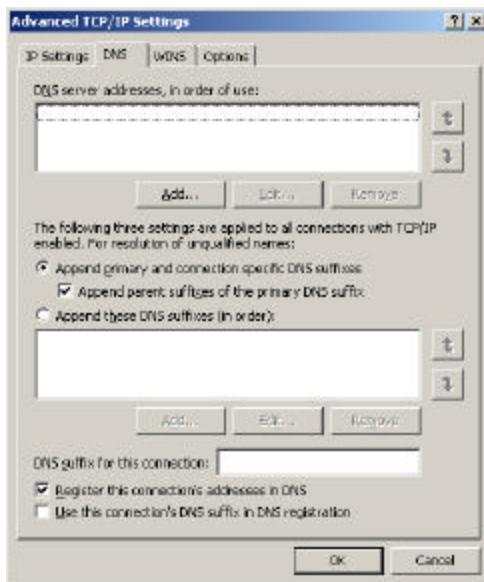 Advanced TCP/IP Settings
IP Settings DNS WINS Options
DNS server addresses, in order of use:
Add... Edit... Remove
The following three settings are applied to all connections with TCP/IP
enabled. For resolution of unqualified names:
Append primary and connection specific DNS suffixes
Append parent suffixes of the primary DNS suffix
Append these DNS suffixes (in order):
Add... Edit... Remove
DNS suffix for this connection:
Register this connection's addresses in DNS
Use this connection's DNS suffix in DNS registration
OK Cancel